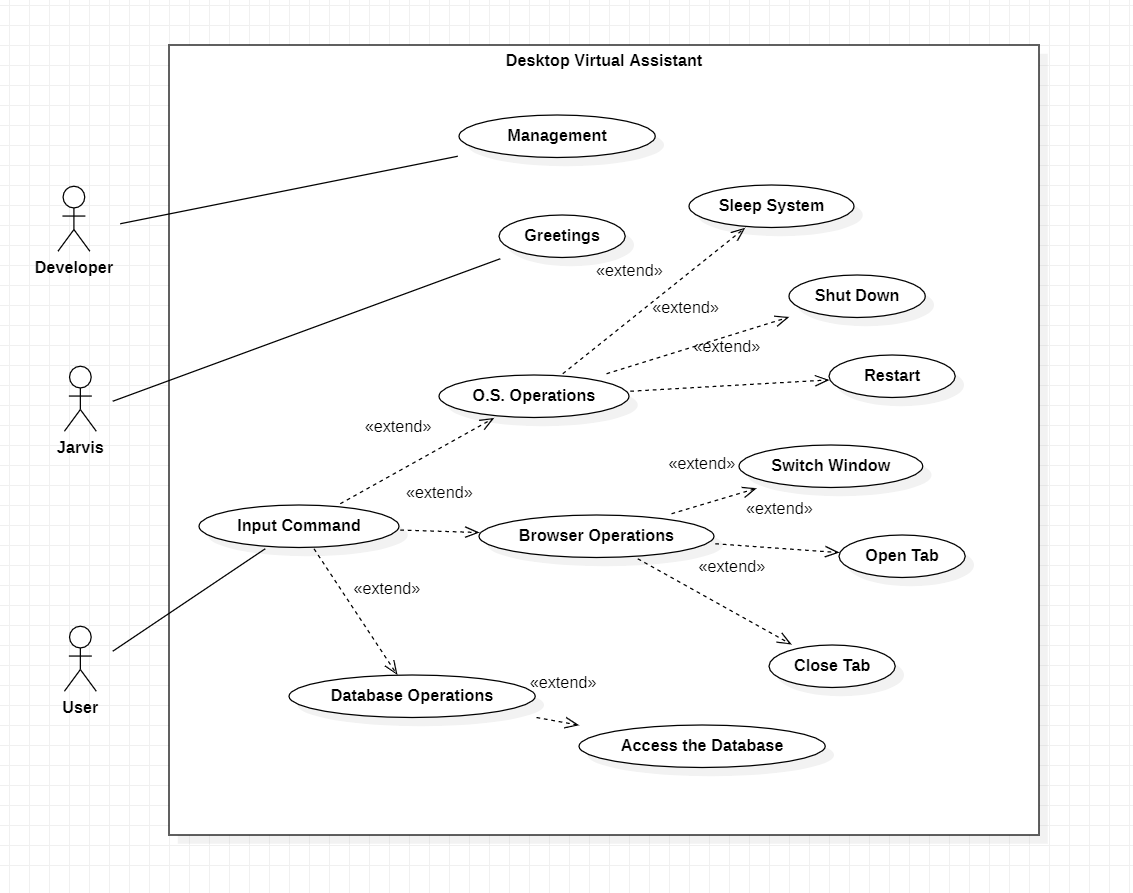 Desktop Virtual Assistant
Management
Developer
Sleep System
Greetings
«extend»
Shut Down
«extend»
«extend»
Restart
O.S. Operations
Jarvis
«extend»
Switch Window
«extend»
«extend»
«extend»
Input Command
Browser Operations
Open Tab
«extend»
«extend»
Close Tab
User
Database Operations
«extend»
Access the Database